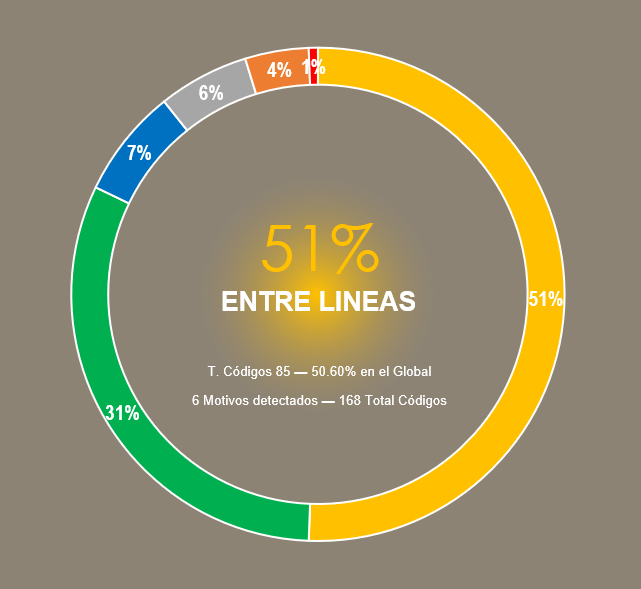 4%
1%
6%
7%
51%
ENTRE LINEAS
51%
T. Códigos 85 — 50.60% en el Global
6 Motivos detectados — 168 Total Códigos
31%